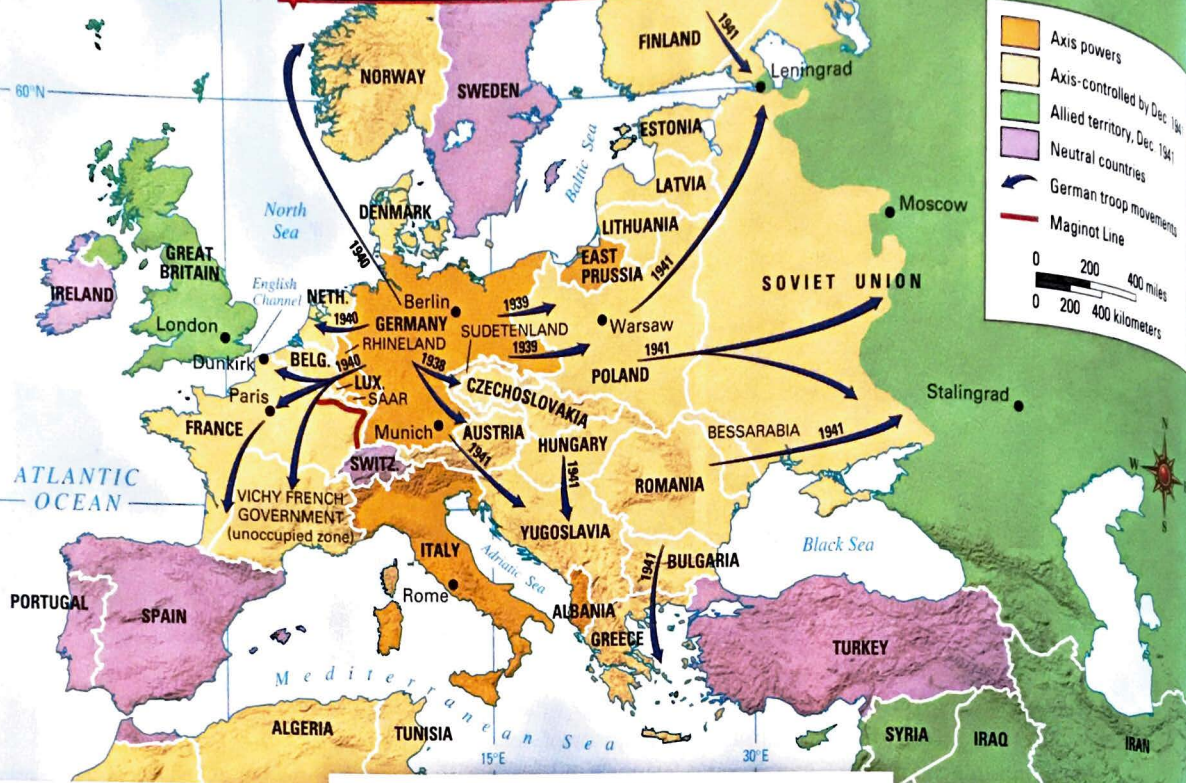 FINLAND
1941
Leningrad
NORWAY
SWEDEN
60°N
ESTONIA
Baltic Sea
LATVIA
Moscow
DENMARK
North
Sea
LITHUANIA
1940
EAST
PRUSSIA
1941
GREAT
BRITAIN
IRELAND
English
Channel
NETH.
Berlin
1939
SOVIET UNION
London
1940
GERMANY
SUDETENLAND
Warsaw
RHINELAND
1939
1941
Dunkirk
BELG.
1940
1938
POLAND
LUX.
SAAR
CZECHOSLOVAKIA
Paris
Stalingrad
FRANCE
Munich
AUSTRIA
HUNGARY
BESSARABIA
1941
1941
1941
SWITZ.
ATLANTIC
OCEAN
ROMANIA
VICHY FRENCH
GOVERNMENT
(unoccupied zone)
YUGOSLAVIA
ITALY
Adriatic Sea
Black Sea
1941
BULGARIA
Rome
PORTUGAL
SPAIN
ALBANIA
GREECE
TURKEY
Mediterranean Sea
ALGERIA
TUNISIA
SYRIA
IRAQ
IRAN
15°E
30°E
Axis powers
Axis-controlled by Dec 194
Allied territory, Dec. 1941
Neutral countries
German troop movements
Maginot Line
0 200 400 miles
0 200 400 kilometers
N
W
S